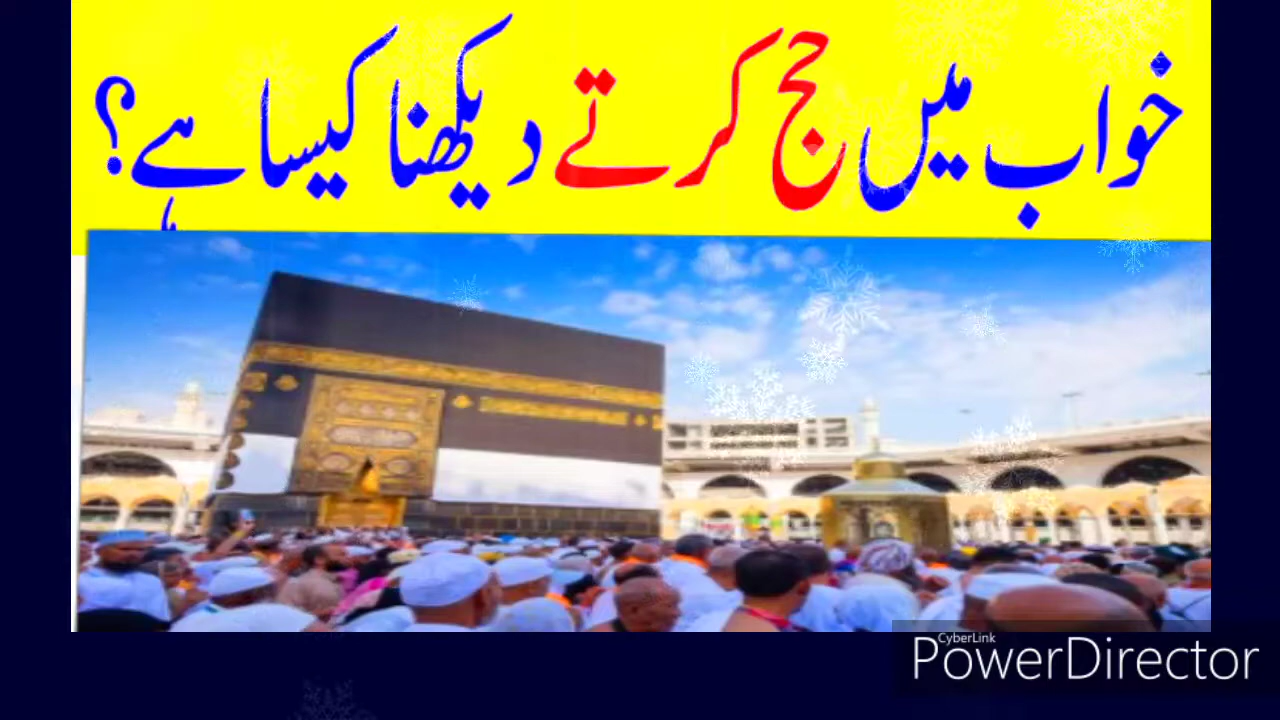 خواب میں حج کرتے دیکھنا کیسا ہے؟
CyberLink
PowerDirector